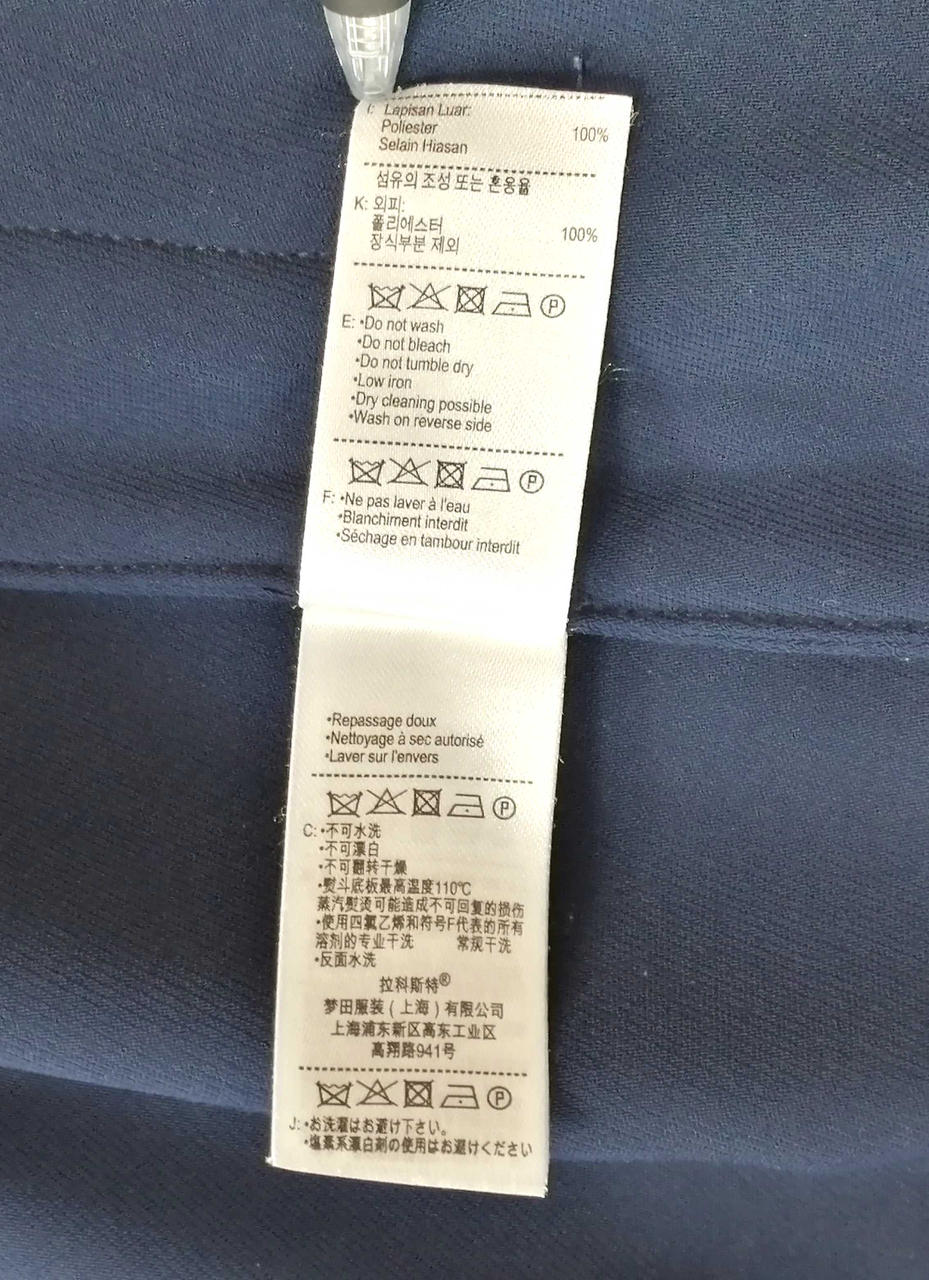 I: Lapisan Luar:
Poliester 100%
Selain Hiasan
섬유의 조성 또는 혼용율
K: 외피:
폴리에스터 100%
장식부분 제외
P
E: •Do not wash
•Do not bleach
•Do not tumble dry
•Low iron
•Dry cleaning possible
•Wash on reverse side
P
F: •Ne pas laver à l'eau
•Blanchiment interdit
•Séchage en tambour interdit
•Repassage doux
•Nettoyage à sec autorisé
•Laver sur l'envers
P
C: •不可水洗
•不可漂白
•不可翻转干燥
•熨斗底板最高温度110℃
蒸汽熨烫可能造成不可回复的损伤
•使用四氯乙烯和符号F代表的所有
溶剂的专业干洗 常规干洗
•反面水洗
拉科斯特®
梦田服装(上海)有限公司
上海浦东新区高东工业区
高翔路941号
P
J: •お洗濯はお避け下さい。
•塩素系漂白剤の使用はお避けください